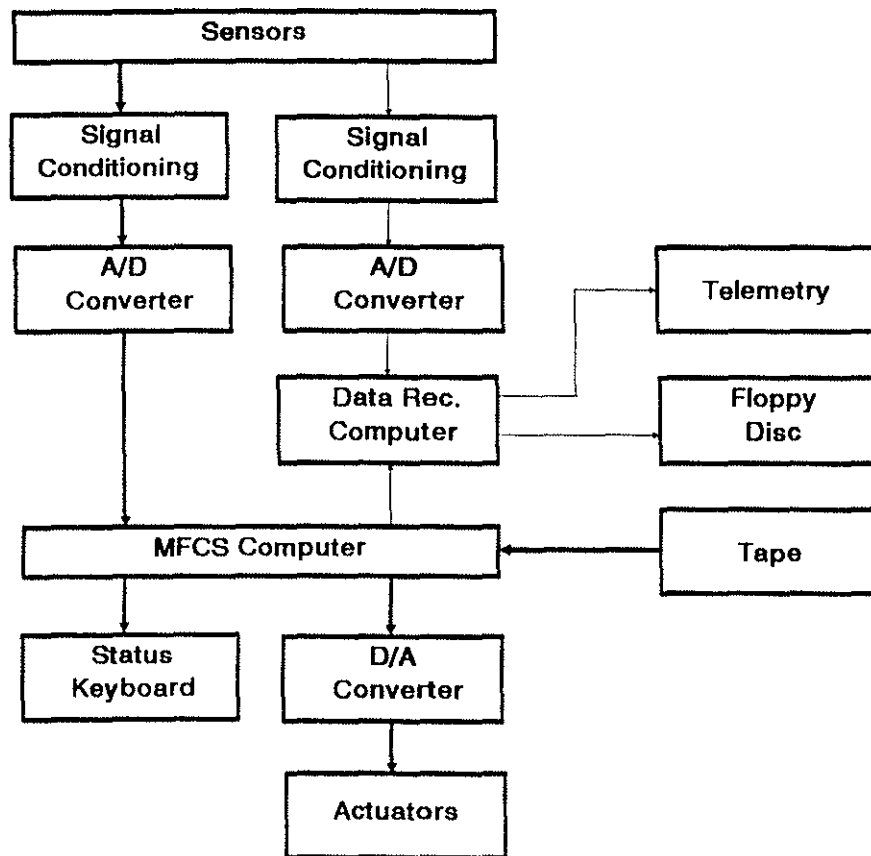 Sensors
Signal
Conditioning
Signal
Conditioning
A/D
Converter
A/D
Converter
Telemetry
Data Rec.
Computer
Floppy
Disc
MFCS Computer
Tape
Status
Keyboard
D/A
Converter
Actuators